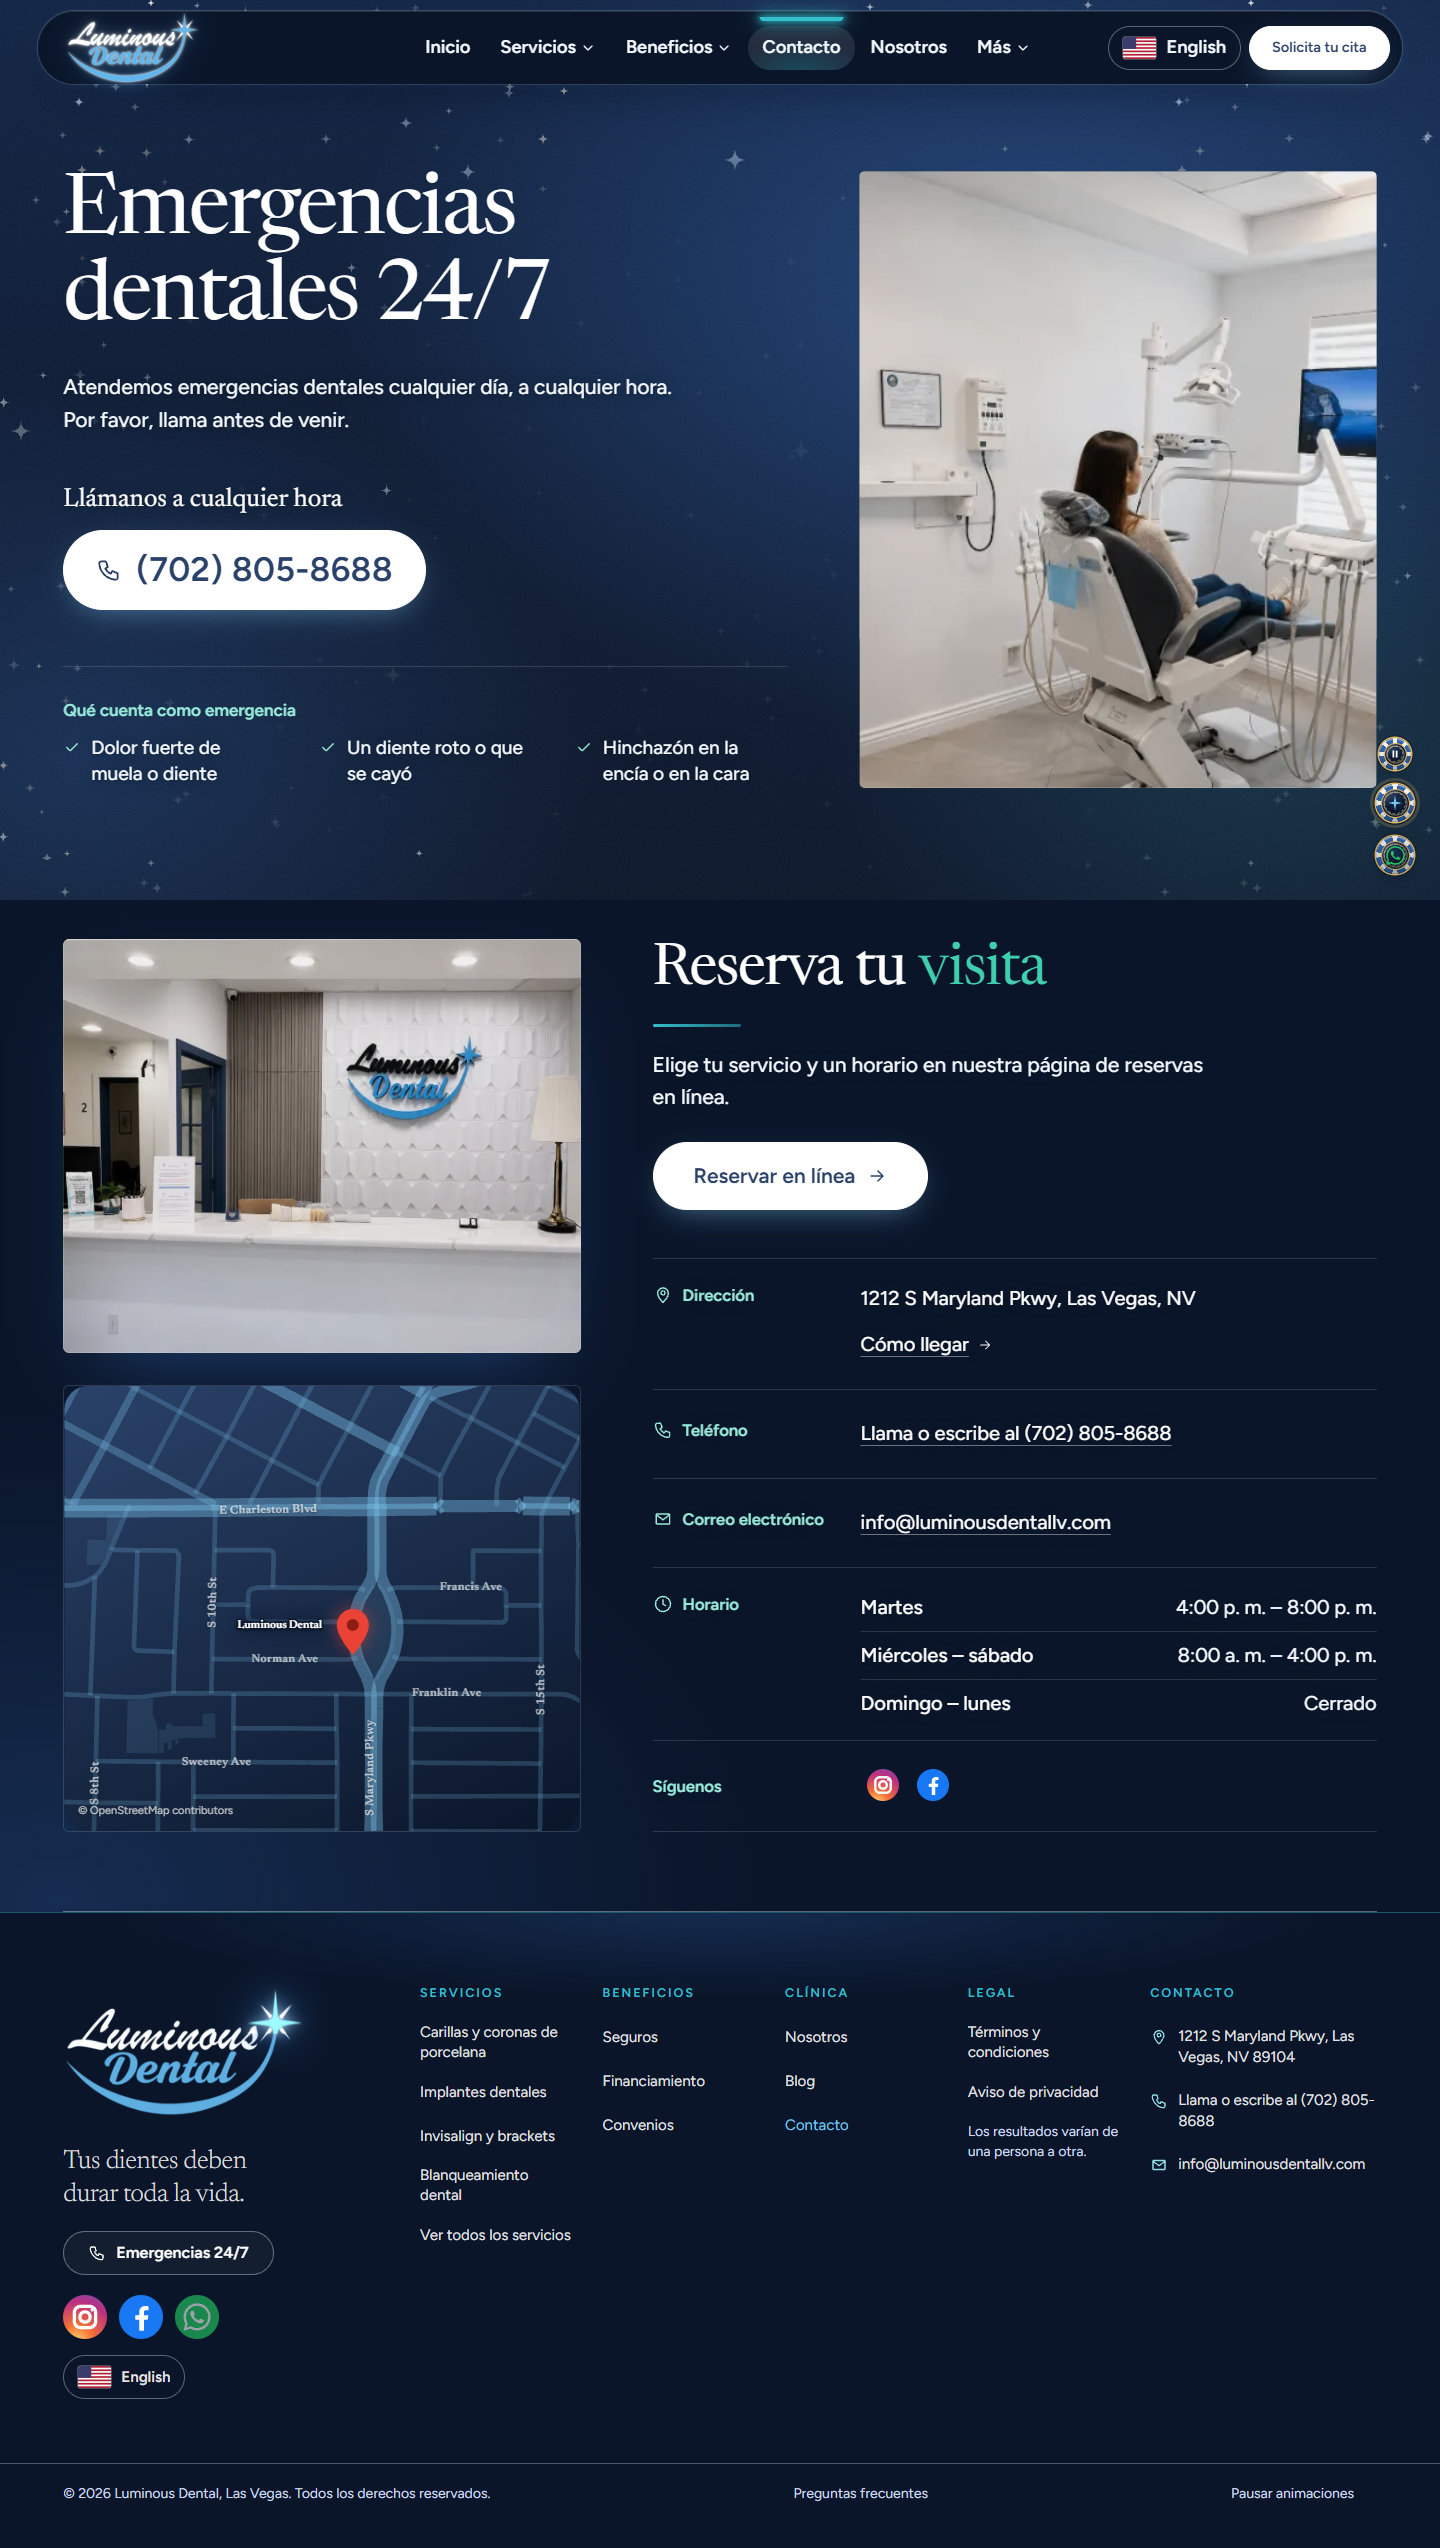 Luminous
Dental
Inicio
Servicios
Beneficios
Contacto
Nosotros
Más
English
Solicita tu cita
Emergencias
dentales 24/7
Atendemos emergencias dentales cualquier día, a cualquier hora.
Por favor, llama antes de venir.
Llámanos a cualquier hora
(702) 805-8688
Qué cuenta como emergencia
Dolor fuerte de
muela o diente
Un diente roto o que
se cayó
Hinchazón en la
encía o en la cara
2
Luminous
Dental
Reserva tu visita
Elige tu servicio y un horario en nuestra página de reservas
en línea.
Reservar en línea
Dirección
1212 S Maryland Pkwy, Las Vegas, NV
Cómo llegar
Teléfono
Llama o escribe al (702) 805-8688
Correo electrónico
info@luminousdentallv.com
Horario
Martes
4:00 p. m. – 8:00 p. m.
Miércoles – sábado
8:00 a. m. – 4:00 p. m.
Domingo – lunes
Cerrado
Síguenos
E Charleston Blvd
S 10th St
Francis Ave
Luminous Dental
Norman Ave
Franklin Ave
S 15th St
S Maryland Pkwy
Sweeney Ave
S 8th St
© OpenStreetMap contributors
Luminous
Dental
Tus dientes deben
durar toda la vida.
Emergencias 24/7
English
SERVICIOS
Carillas y coronas de
porcelana
Implantes dentales
Invisalign y brackets
Blanqueamiento
dental
Ver todos los servicios
BENEFICIOS
Seguros
Financiamiento
Convenios
CLÍNICA
Nosotros
Blog
Contacto
LEGAL
Términos y
condiciones
Aviso de privacidad
Los resultados varían de
una persona a otra.
CONTACTO
1212 S Maryland Pkwy, Las
Vegas, NV 89104
Llama o escribe al (702) 805-
8688
info@luminousdentallv.com
© 2026 Luminous Dental, Las Vegas. Todos los derechos reservados.
Preguntas frecuentes
Pausar animaciones